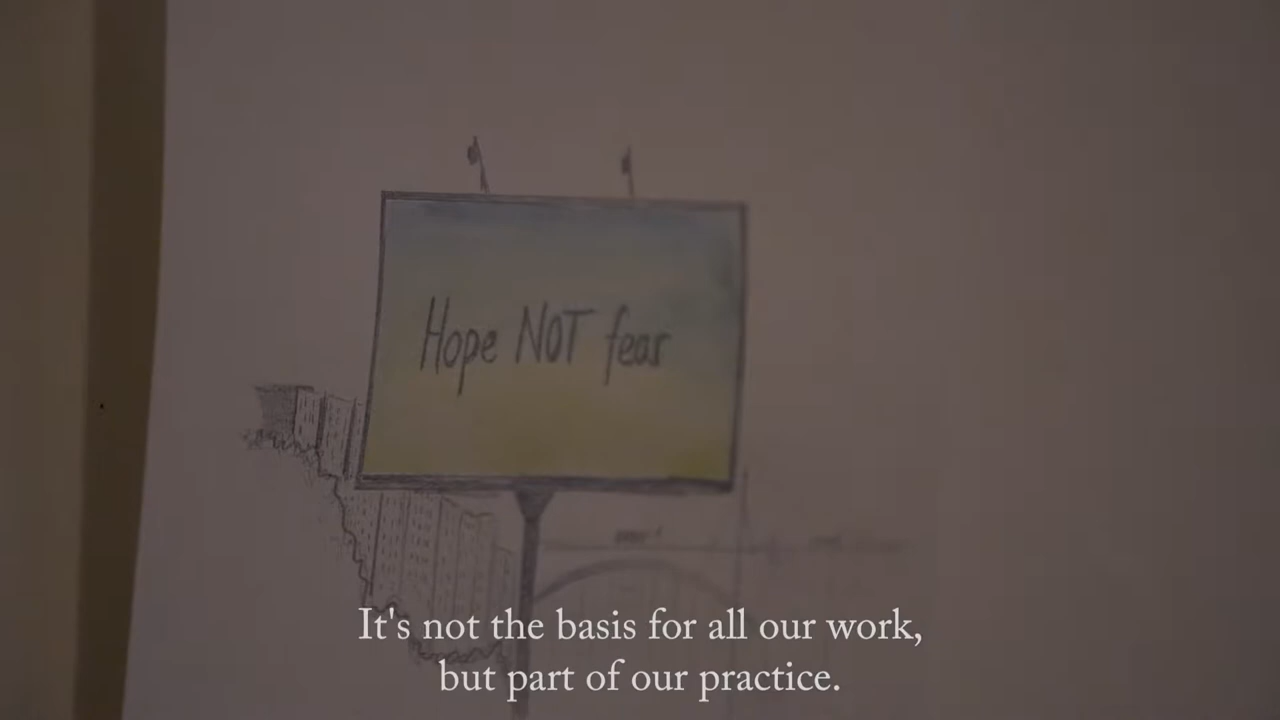 Hope NOT fear
It's not the basis for all our work,
but part of our practice.